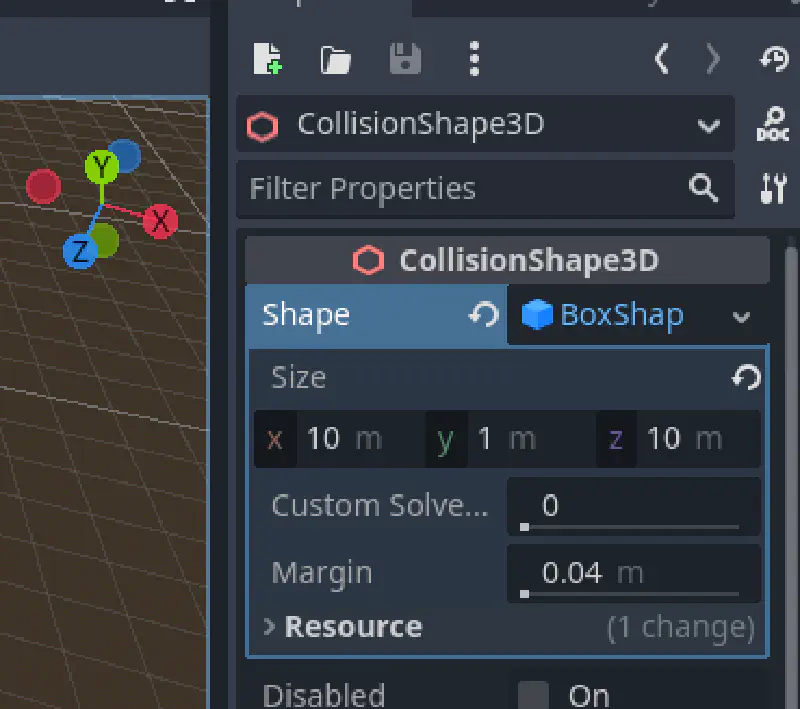 DOC
CollisionShape3D
Filter Properties
Y
X
Z
CollisionShape3D
Shape BoxShap
Size
x 10 m y 1 m z 10 m
Custom Solve... 0
Margin 0.04 m
Resource (1 change)
Disabled On